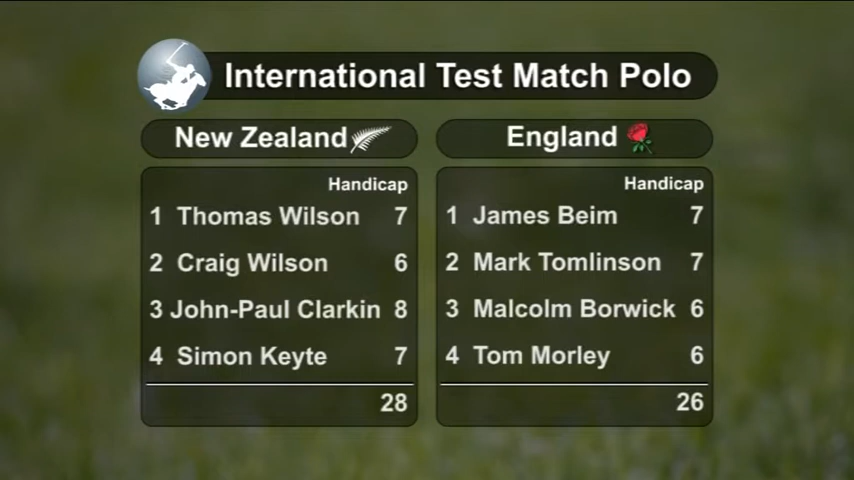 International Test Match Polo
New Zealand
Handicap
1 Thomas Wilson 7
2 Craig Wilson 6
3 John-Paul Clarkin 8
4 Simon Keyte 7
28
England
Handicap
1 James Beim 7
2 Mark Tomlinson 7
3 Malcolm Borwick 6
4 Tom Morley 6
26